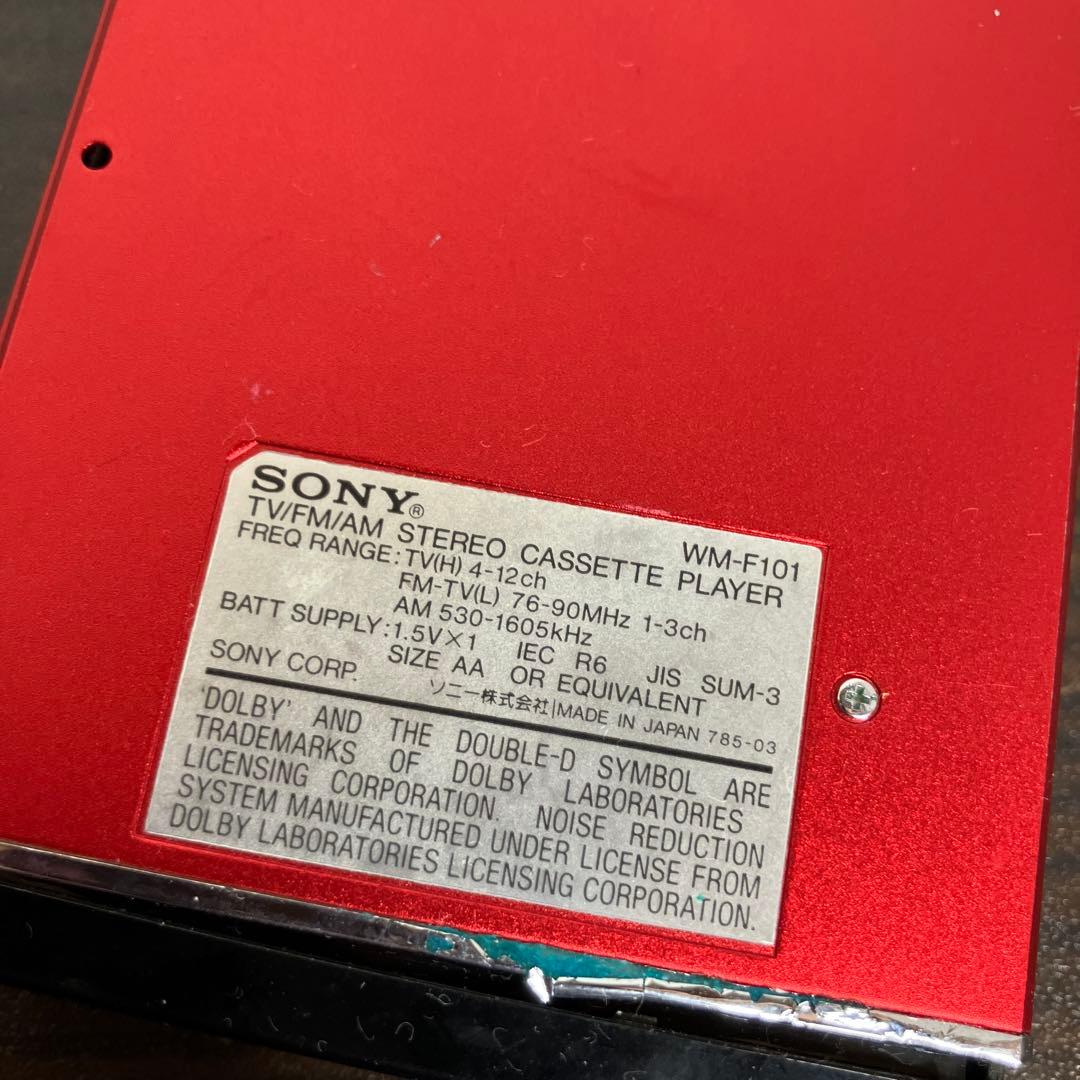 SONY®
TV/FM/AM STEREO CASSETTE PLAYER WM-F101
FREQ RANGE: TV(H) 4-12ch
FM-TV(L) 76-90MHz 1-3ch
AM 530-1605kHz
BATT SUPPLY: 1.5V×1 IEC R6 JIS SUM-3
SIZE AA OR EQUIVALENT
SONY CORP. ソニー株式会社 | MADE IN JAPAN 785-03
'DOLBY' AND THE DOUBLE-D SYMBOL ARE
TRADEMARKS OF DOLBY LABORATORIES
LICENSING CORPORATION. NOISE REDUCTION
SYSTEM MANUFACTURED UNDER LICENSE FROM
DOLBY LABORATORIES LICENSING CORPORATION.